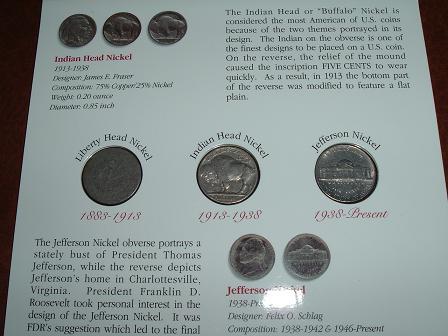 The Indian Head or "Buffalo" Nickel is
considered the most American of U.S. coins
because of the two themes portrayed in its
design. The Indian on the obverse is one of
the finest designs to be placed on a U.S. coin.
On the reverse, the relief of the mound
caused the inscription FIVE CENTS to wear
quickly. As a result, in 1913 the bottom part
of the reverse was modified to feature a flat
plain.
Indian Head Nickel
1913-1938
Designer: James E. Fraser
Composition: 75% Copper/25% Nickel
Weight: 0.20 ounce
Diameter: 0.85 inch
Liberty Head Nickel
1883-1913
Indian Head Nickel
1913-1938
Jefferson Nickel
1938-Present
The Jefferson Nickel obverse portrays a
stately bust of President Thomas
Jefferson, while the reverse depicts
Jefferson's home in Charlottesville,
Virginia. President Franklin D.
Roosevelt took personal interest in the
design of the Jefferson Nickel. It was
FDR's suggestion which led to the final
Jefferson Nickel
1938-Pres
Designer: Felix O. Schlag
Composition: 1938-1942 & 1946-Present